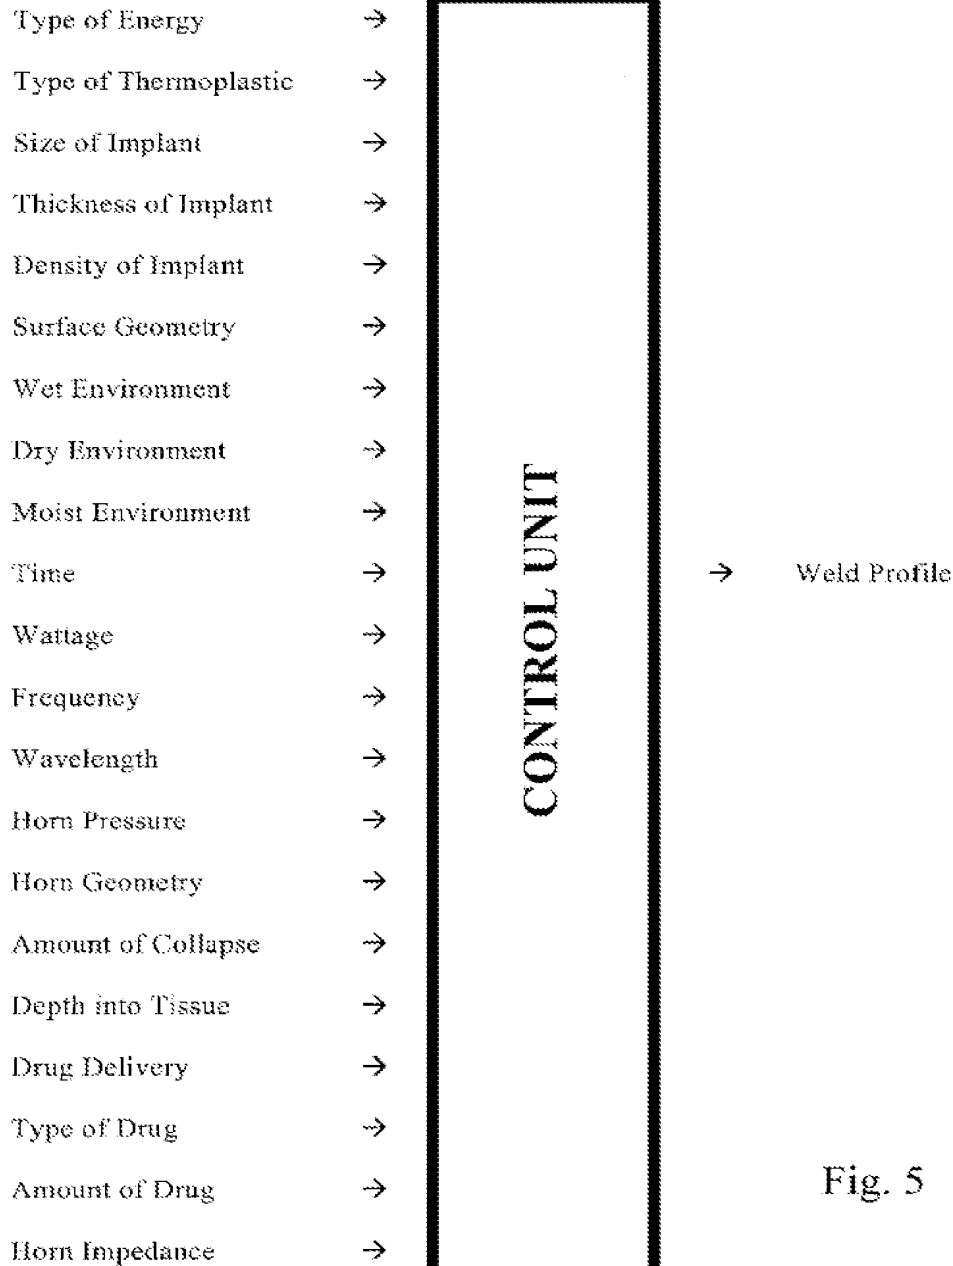 Type of Energy →
Type of Thermoplastic →
Size of Implant →
Thickness of Implant →
Density of Implant →
Surface Geometry →
Wet Environment →
Dry Environment →
Moist Environment →
Time →
Wattage →
Frequency →
Wavelength →
Horn Pressure →
Horn Geometry →
Amount of Collapse →
Depth into Tissue →
Drug Delivery →
Type of Drug →
Amount of Drug →
Horn Impedance →
CONTROL UNIT
→ Weld Profile
Fig. 5